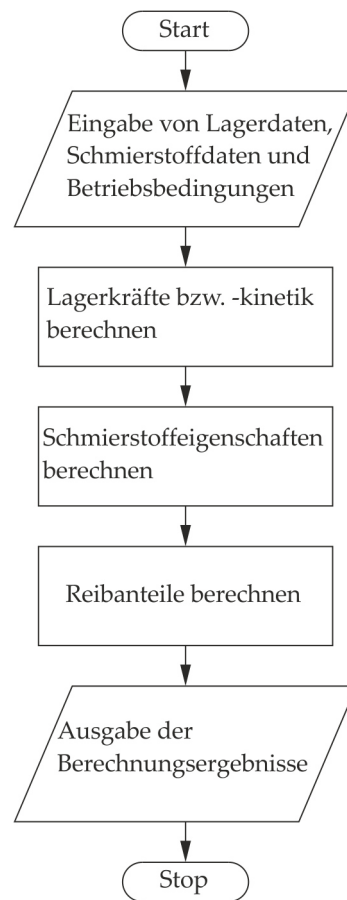 Start
Eingabe von Lagerdaten,
Schmierstoffdaten und
Betriebsbedingungen
Lagerkräfte bzw. -kinetik
berechnen
Schmierstoffeigenschaften
berechnen
Reibanteile berechnen
Ausgabe der
Berechnungsergebnisse
Stop